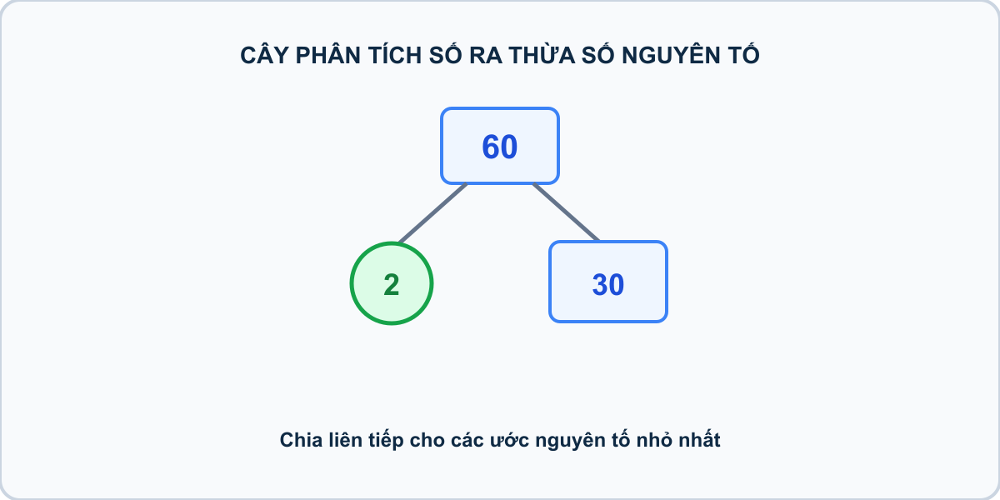 CÂY PHÂN TÍCH SỐ RA THỪA SỐ NGUYÊN TỐ
60
2
30
Chia liên tiếp cho các ước nguyên tố nhỏ nhất